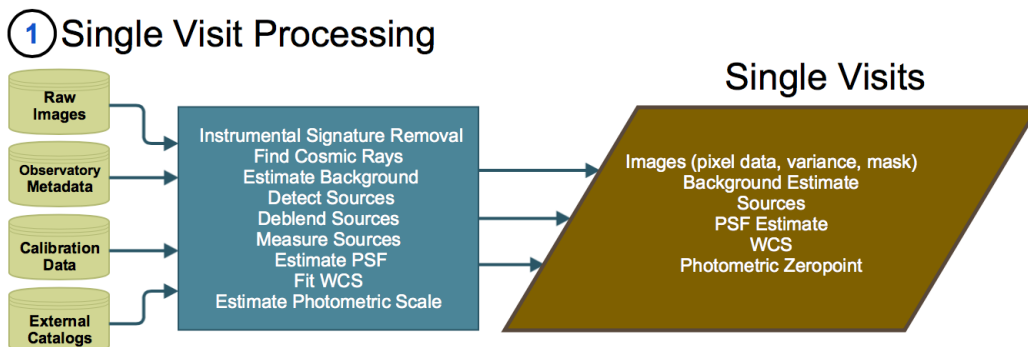 1 Single Visit Processing
Single Visits
Raw
Images
Observatory
Metadata
Calibration
Data
External
Catalogs
Instrumental Signature Removal
Find Cosmic Rays
Estimate Background
Detect Sources
Deblend Sources
Measure Sources
Estimate PSF
Fit WCS
Estimate Photometric Scale
Images (pixel data, variance, mask)
Background Estimate
Sources
PSF Estimate
WCS
Photometric Zeropoint